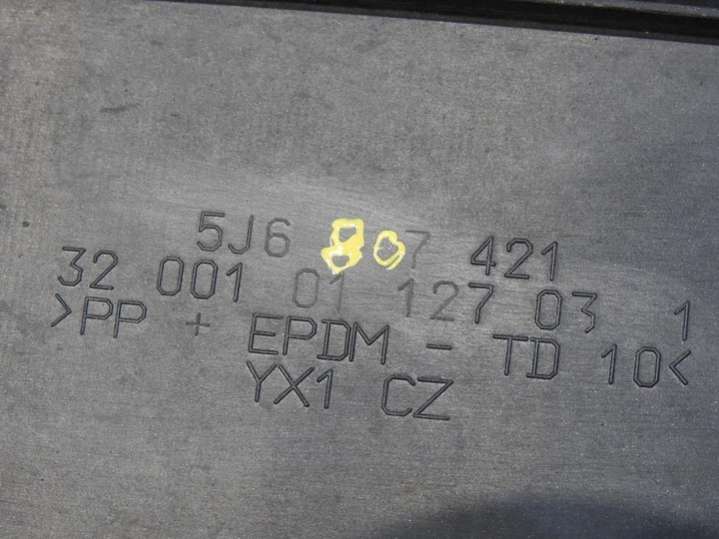 5J6 807 421
32 001 01 127 03 1
>PP + EPDM - TD 10<
YX1 CZ